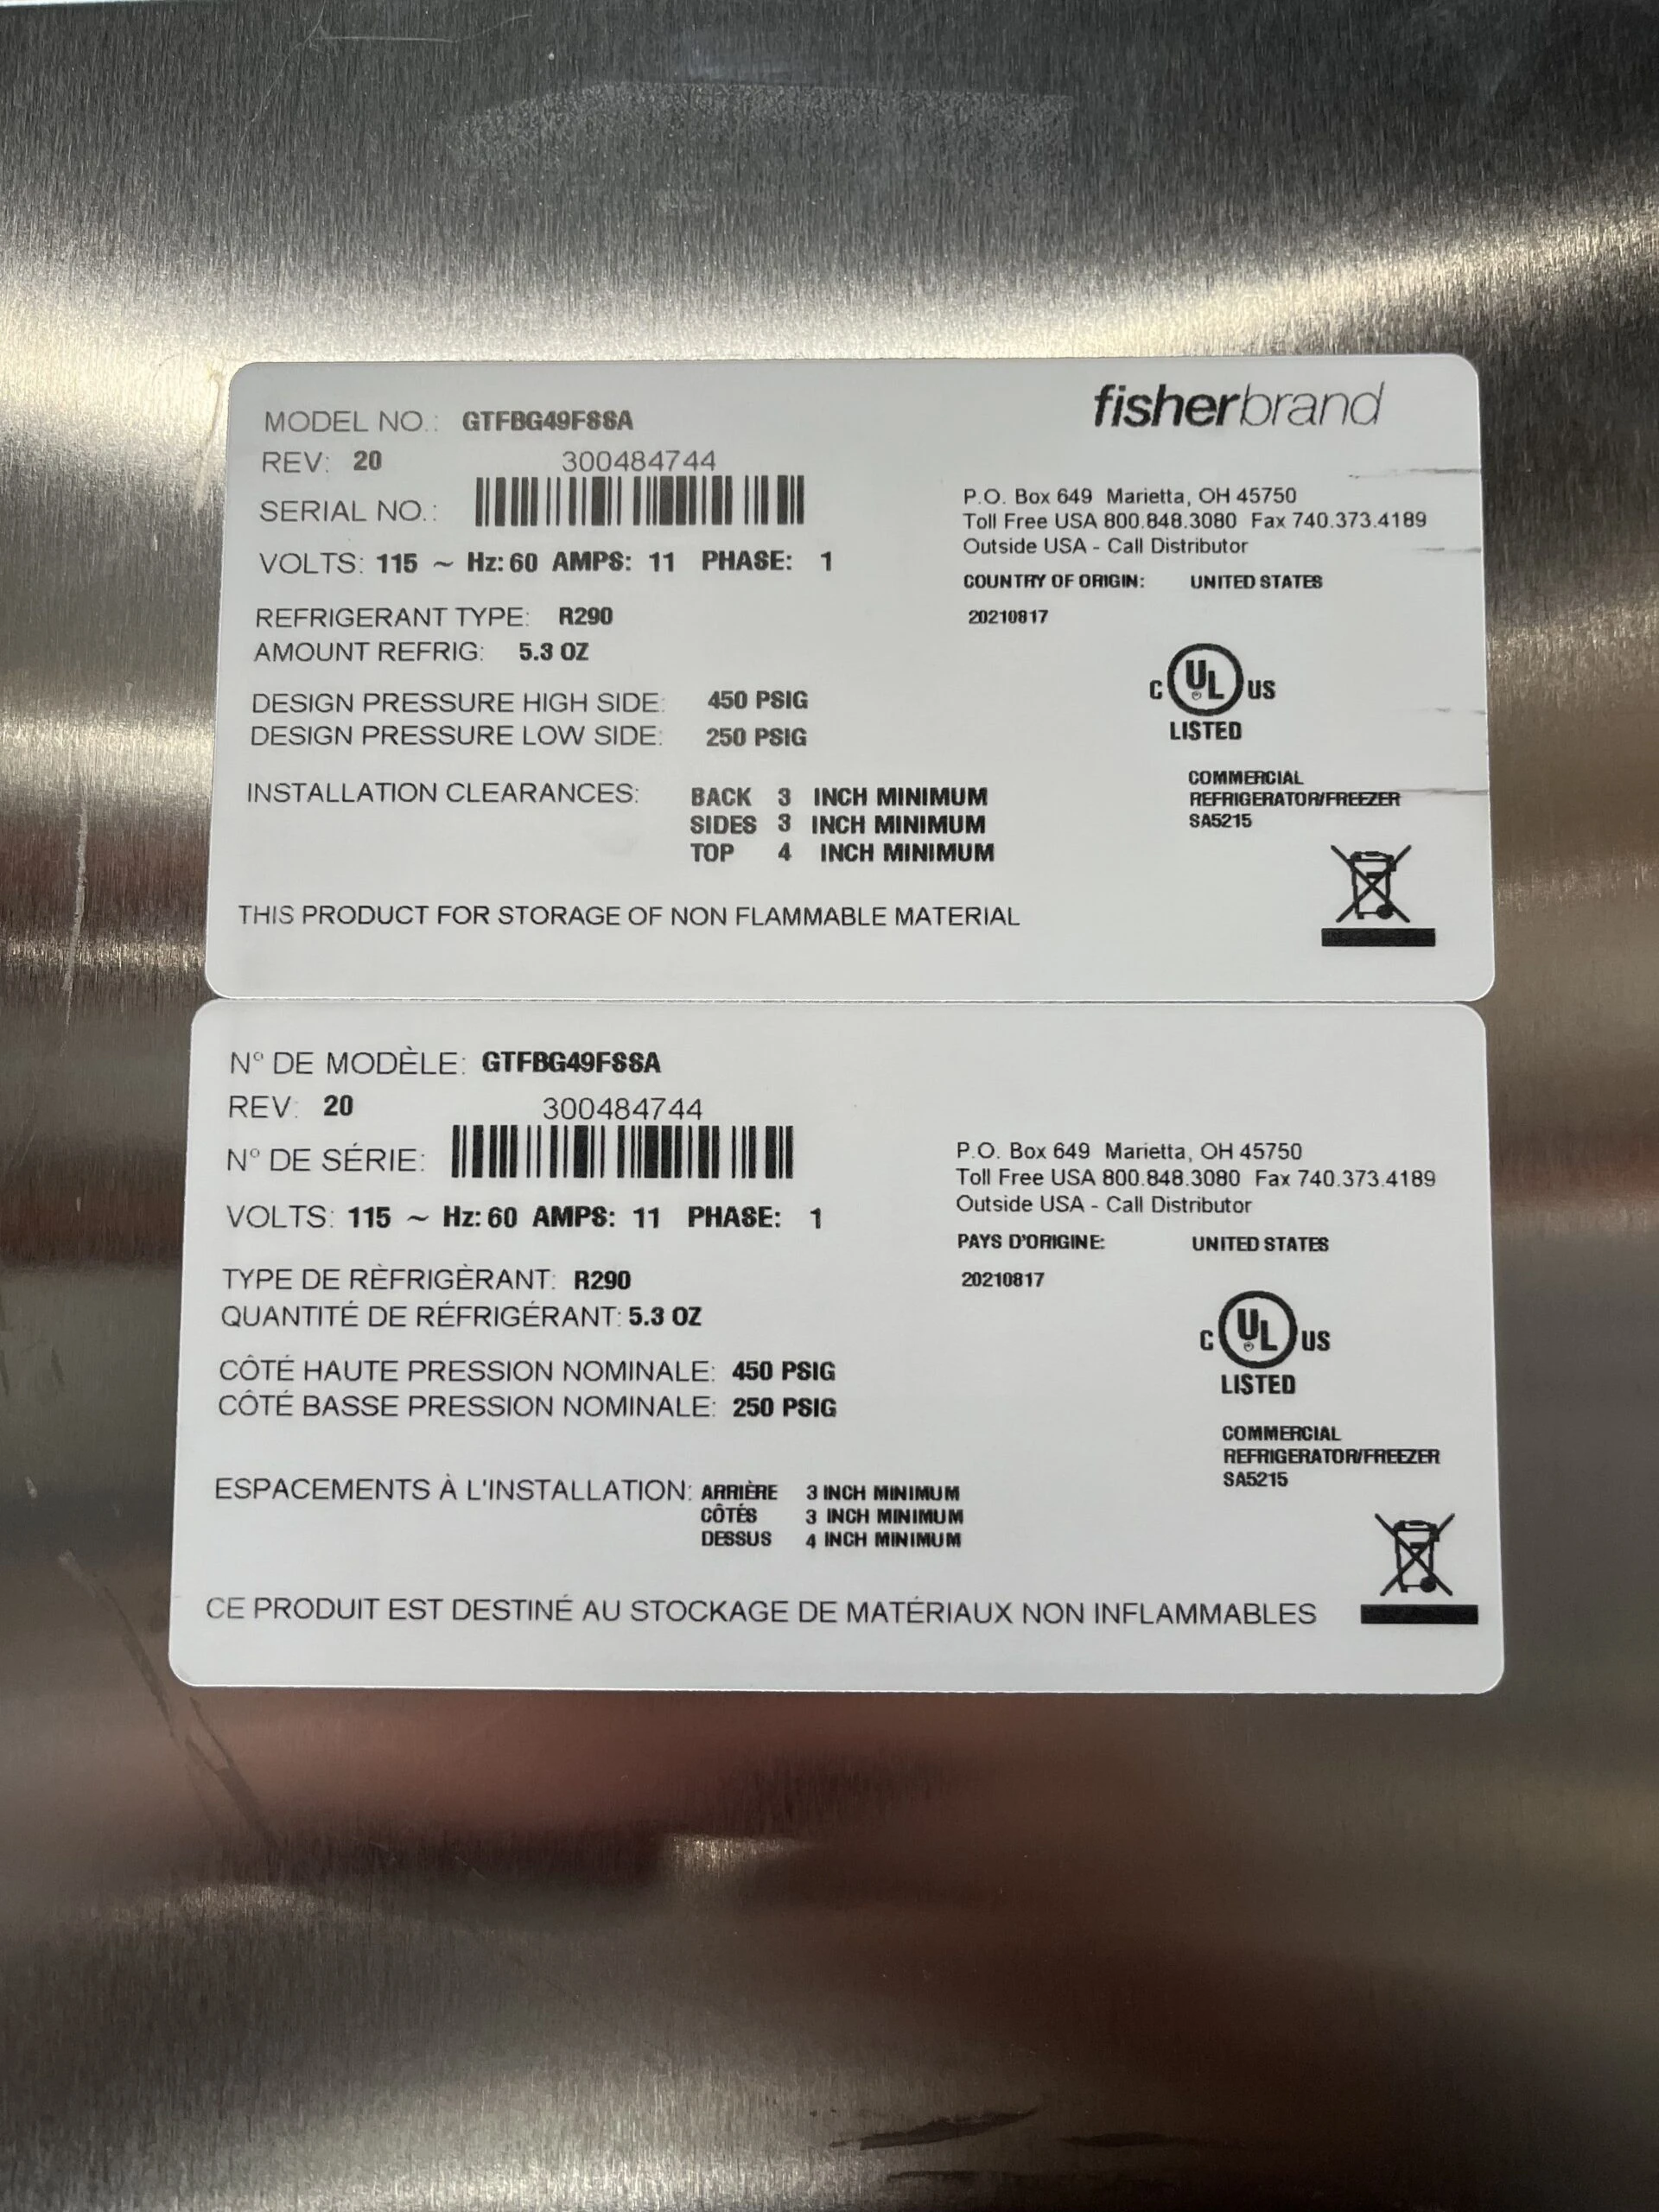 fisherbrand
MODEL NO.: GTFBG49FSSA
REV: 20
300484744
SERIAL NO.:
VOLTS: 115 ~ Hz: 60 AMPS: 11 PHASE: 1
REFRIGERANT TYPE: R290
AMOUNT REFRIG: 5.3 OZ
DESIGN PRESSURE HIGH SIDE: 450 PSIG
DESIGN PRESSURE LOW SIDE: 250 PSIG
INSTALLATION CLEARANCES: BACK 3 INCH MINIMUM
SIDES 3 INCH MINIMUM
TOP 4 INCH MINIMUM
THIS PRODUCT FOR STORAGE OF NON FLAMMABLE MATERIAL
P.O. Box 649 Marietta, OH 45750
Toll Free USA 800.848.3080 Fax 740.373.4189
Outside USA - Call Distributor
COUNTRY OF ORIGIN: UNITED STATES
20210817
C UL US
LISTED
COMMERCIAL
REFRIGERATOR/FREEZER
SA5215
N° DE MODÈLE: GTFBG49FSSA
REV: 20
300484744
N° DE SÉRIE:
VOLTS: 115 ~ Hz: 60 AMPS: 11 PHASE: 1
TYPE DE RÈFRIGÈRANT: R290
QUANTITÉ DE RÉFRIGÉRANT: 5.3 OZ
CÔTÉ HAUTE PRESSION NOMINALE: 450 PSIG
CÔTÉ BASSE PRESSION NOMINALE: 250 PSIG
ESPACEMENTS À L'INSTALLATION: ARRIÈRE 3 INCH MINIMUM
CÔTÉS 3 INCH MINIMUM
DESSUS 4 INCH MINIMUM
CE PRODUIT EST DESTINÉ AU STOCKAGE DE MATÉRIAUX NON INFLAMMABLES
P.O. Box 649 Marietta, OH 45750
Toll Free USA 800.848.3080 Fax 740.373.4189
Outside USA - Call Distributor
PAYS D'ORIGINE: UNITED STATES
20210817
C UL US
LISTED
COMMERCIAL
REFRIGERATOR/FREEZER
SA5215